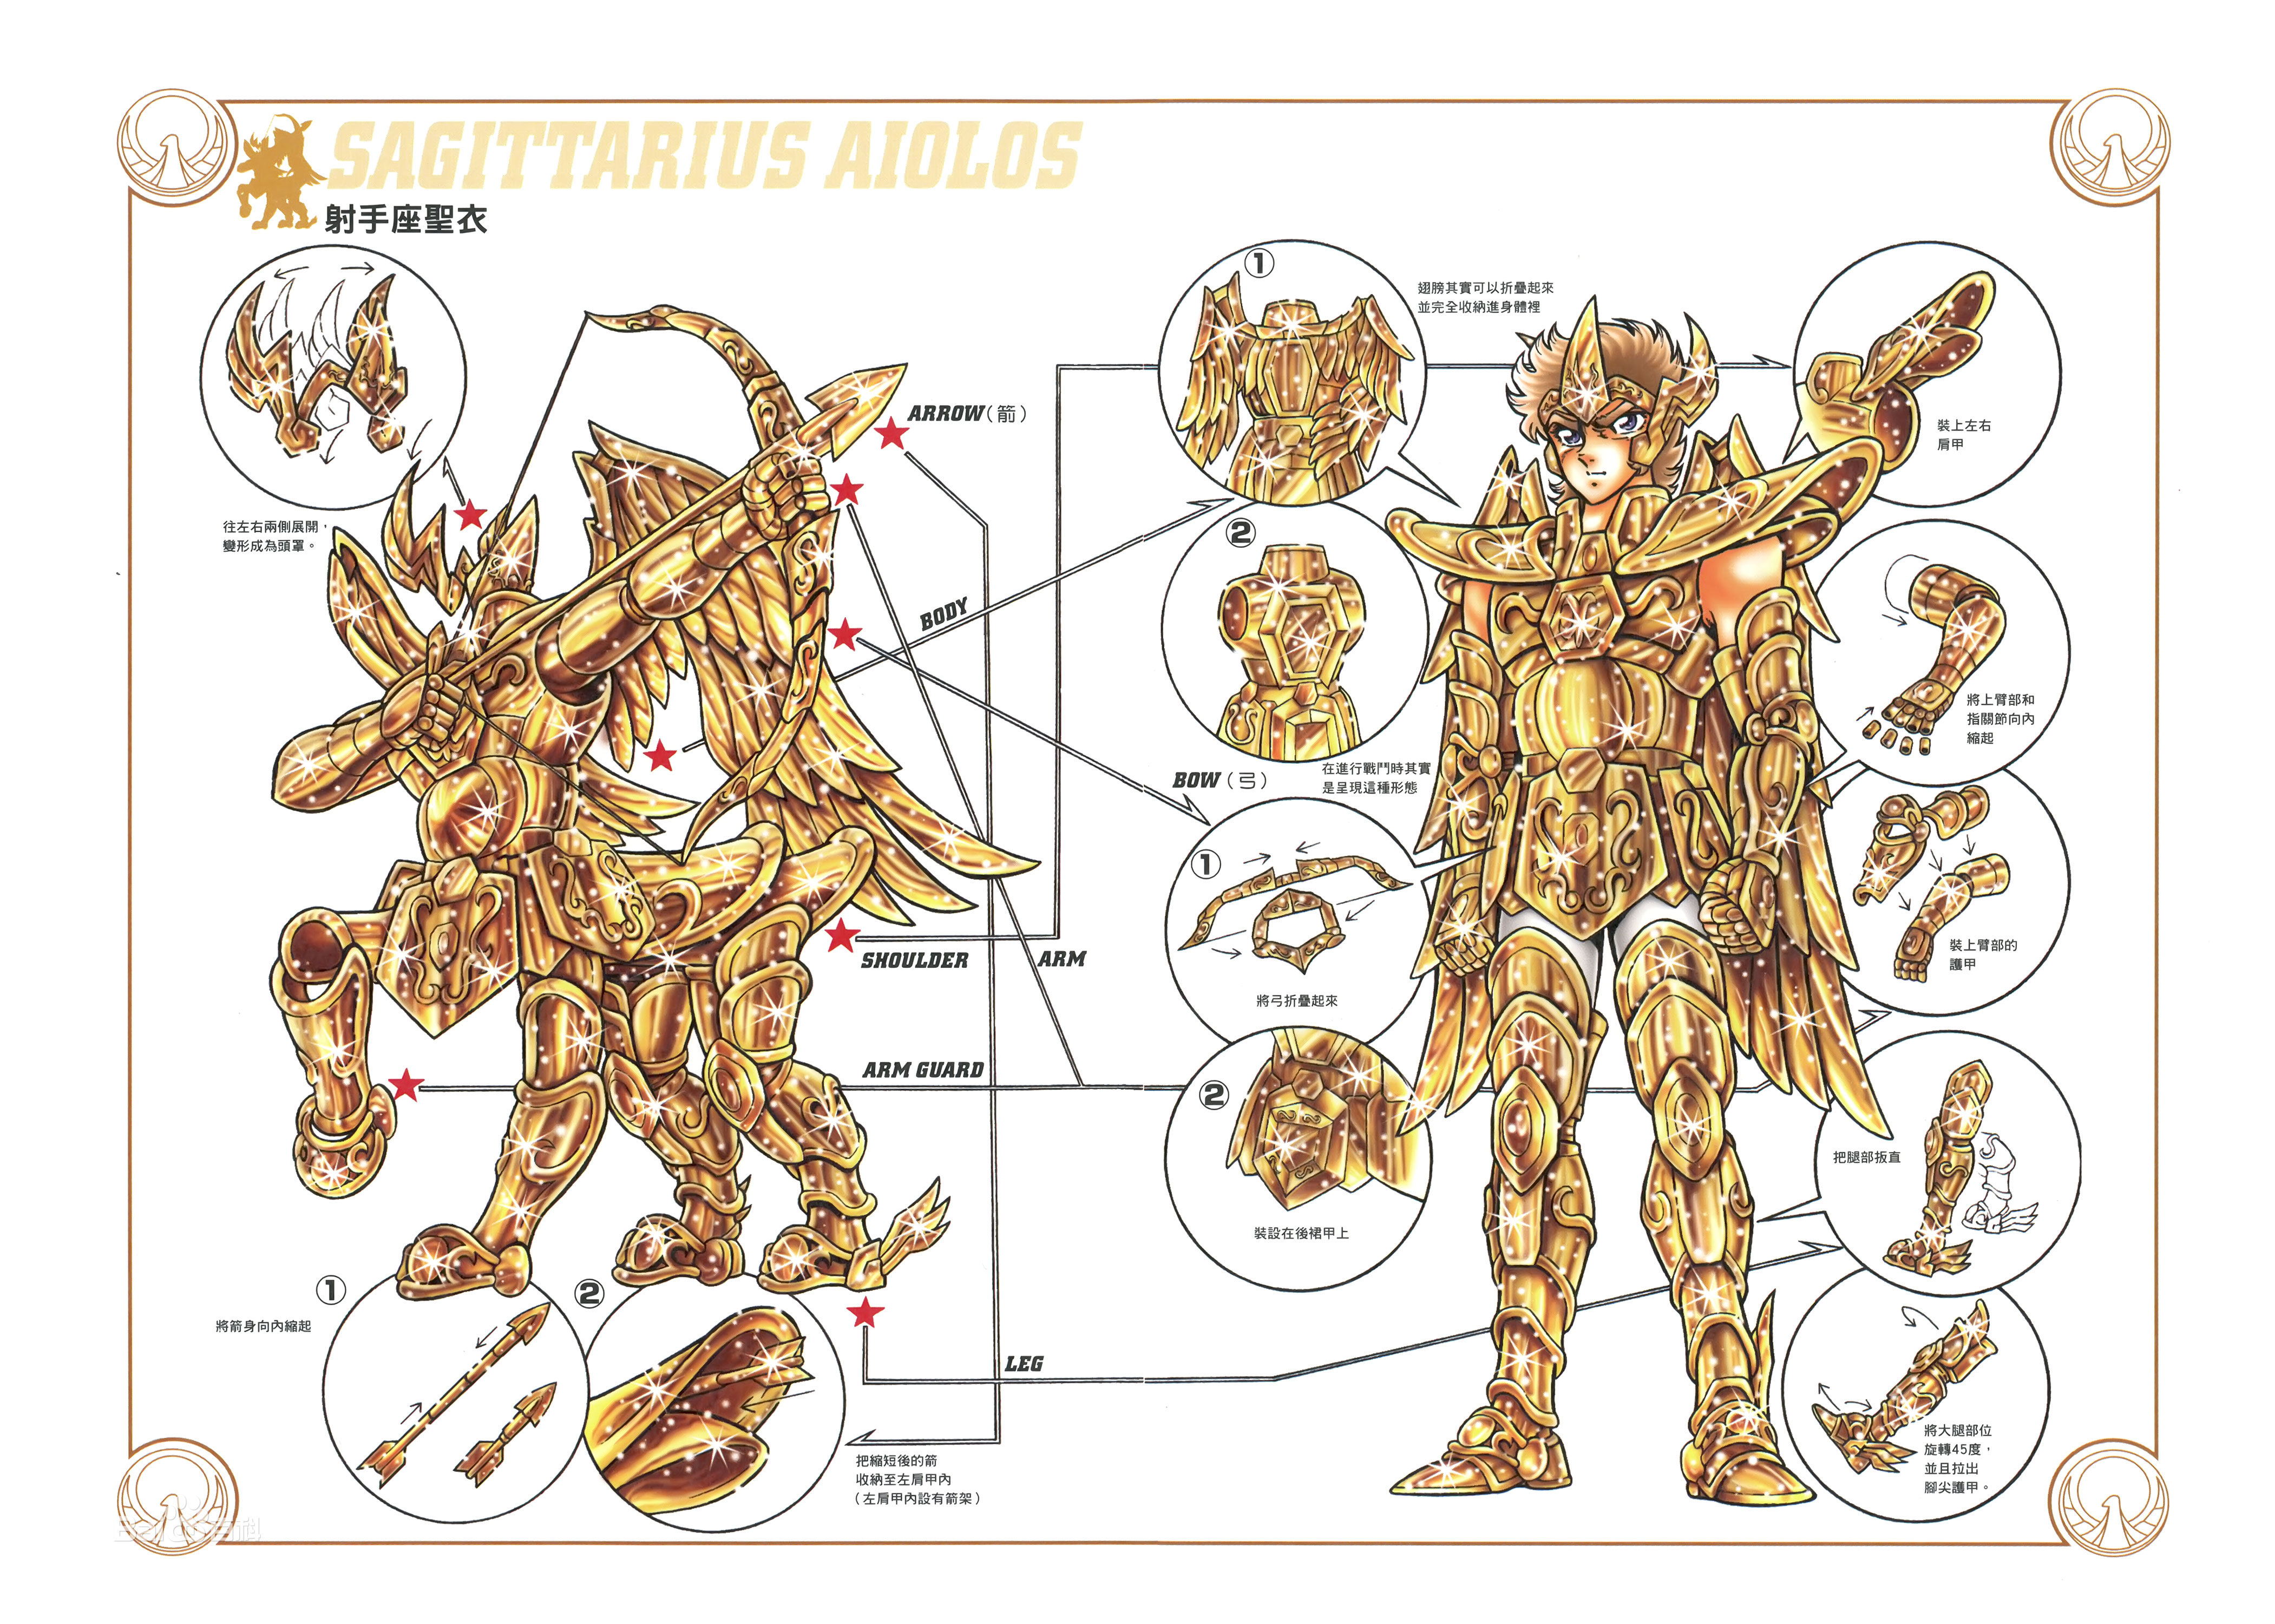 SAGITTARIUS AIOLOS
射手座聖衣
往左右兩側展開，
變形成為頭罩。
ARROW（箭）
BODY
BOW（弓）
SHOULDER
ARM
ARM GUARD
LEG
①
翅膀其實可以折疊起來
並完全收納進身體裡
②
在進行戰鬥時其實
是呈現這種形態
①
將弓折疊起來
②
裝設在後裙甲上
裝上左右
肩甲
將上臂部和
指關節向內
縮起
裝上臂部的
護甲
把腿部扳直
將大腿部位
旋轉45度，
並且拉出
腳尖護甲。
①
將箭身向內縮起
②
把縮短後的箭
收納至左肩甲內
（左肩甲內設有箭架）
Baidu百科